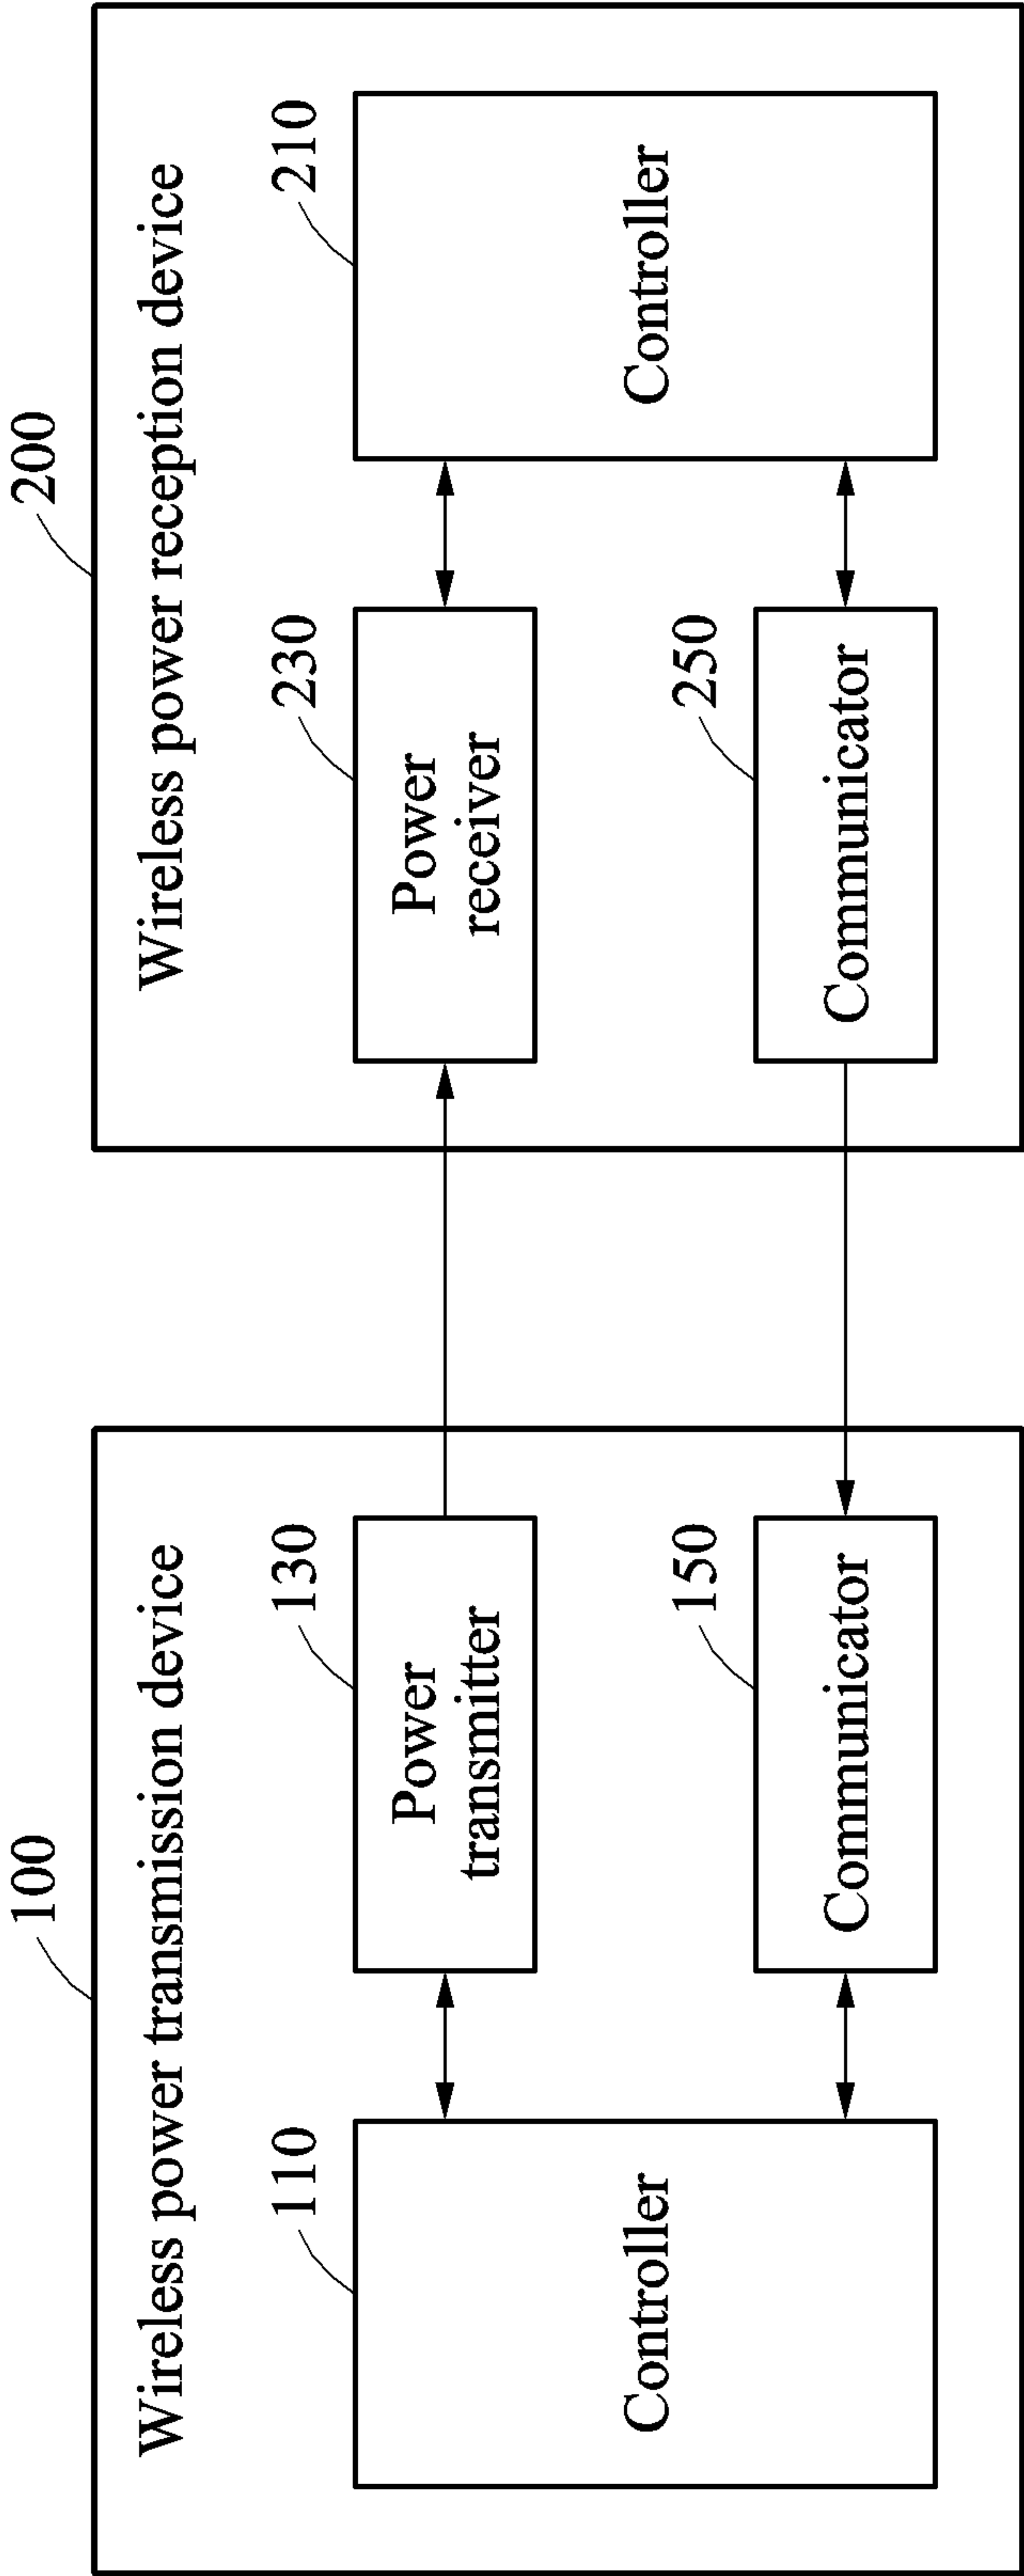 100
Wireless power transmission device
110
Controller
130
Power
transmitter
150
Communicator
200
Wireless power reception device
230
Power
receiver
250
Communicator
210
Controller